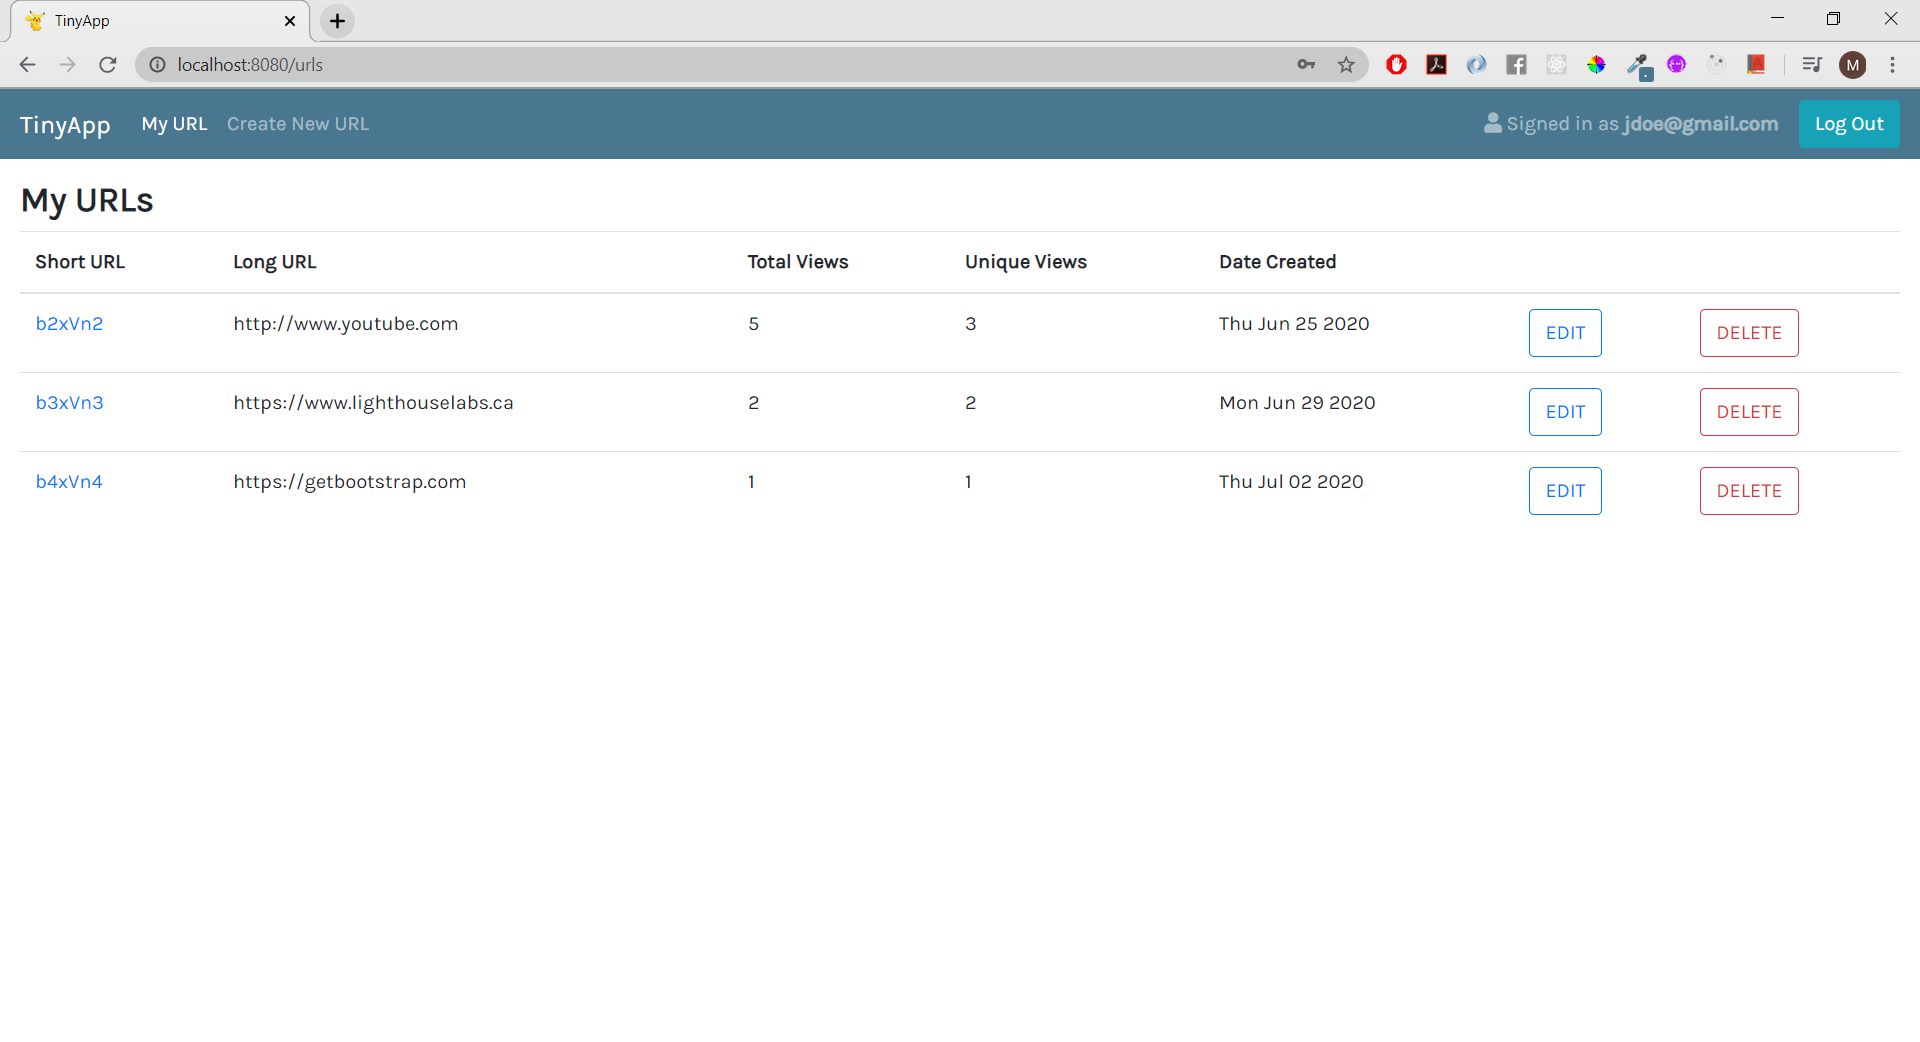 TinyApp
localhost:8080/urls
M
TinyApp My URL Create New URL Signed in as jdoe@gmail.com Log Out
My URLs
Short URL Long URL Total Views Unique Views Date Created
b2xVn2 http://www.youtube.com 5 3 Thu Jun 25 2020 EDIT DELETE
b3xVn3 https://www.lighthouselabs.ca 2 2 Mon Jun 29 2020 EDIT DELETE
b4xVn4 https://getbootstrap.com 1 1 Thu Jul 02 2020 EDIT DELETE